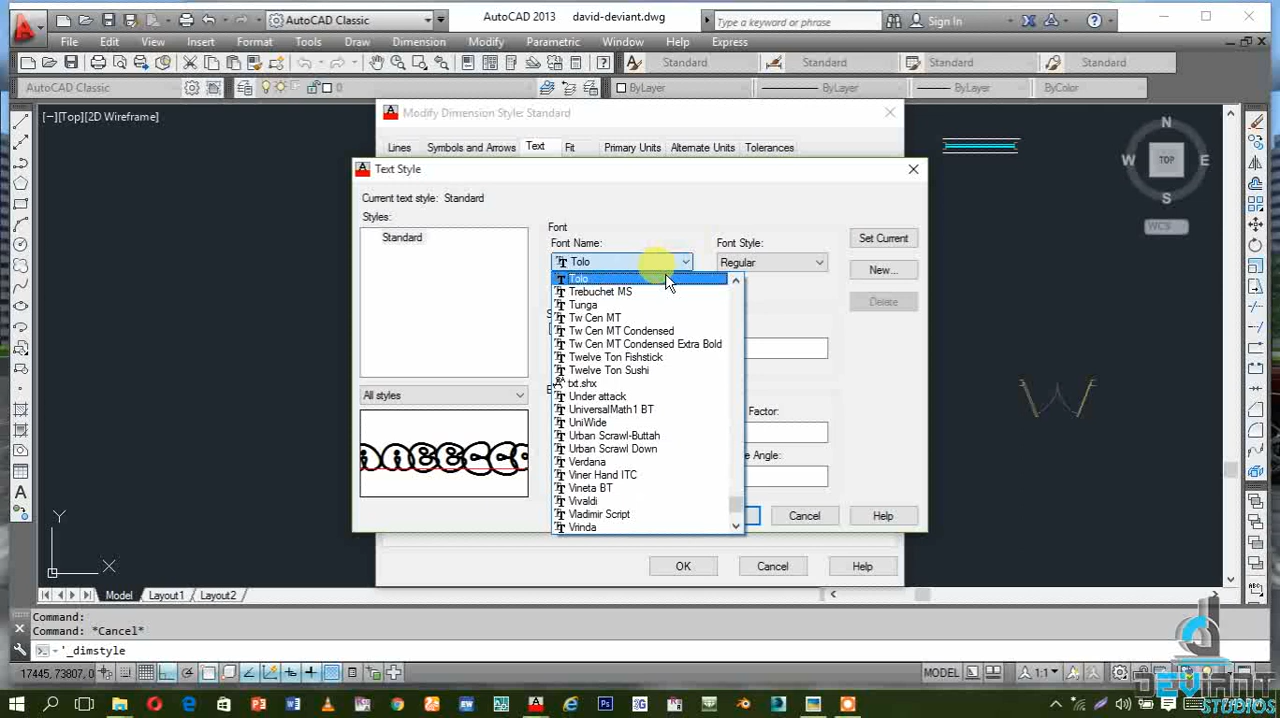 AutoCAD Classic
AutoCAD 2013 david-deviant.dwg
Type a keyword or phrase
Sign In
File Edit View Insert Format Tools Draw Dimension Modify Parametric Window Help Express
Standard Standard Standard Standard
AutoCAD Classic 0 ByLayer ByLayer ByLayer ByColor
[−][Top][2D Wireframe]
Modify Dimension Style: Standard
Lines Symbols and Arrows Text Fit Primary Units Alternate Units Tolerances
Text Style
Current text style: Standard
Styles:
Standard
All styles
Font
Font Name:
Tolo
Font Style:
Regular
Set Current
New...
Delete
Tolo
Trebuchet MS
Tunga
Tw Cen MT
Tw Cen MT Condensed
Tw Cen MT Condensed Extra Bold
Twelve Ton Fishstick
Twelve Ton Sushi
txt.shx
Under attack
UniversalMath1 BT
UniWide
Urban Scrawl-Buttah
Urban Scrawl Down
Verdana
Viner Hand ITC
Vineta BT
Vivaldi
Vladimir Script
Vrinda
Factor:
Angle:
Cancel
Help
OK Cancel Help
N
W TOP E
S
WCS
Y
X
Model Layout1 Layout2
Command:
Command: *Cancel*
'_dimstyle
17445, 73807, 0
MODEL
1:1
DEVIANT
STUDIOS